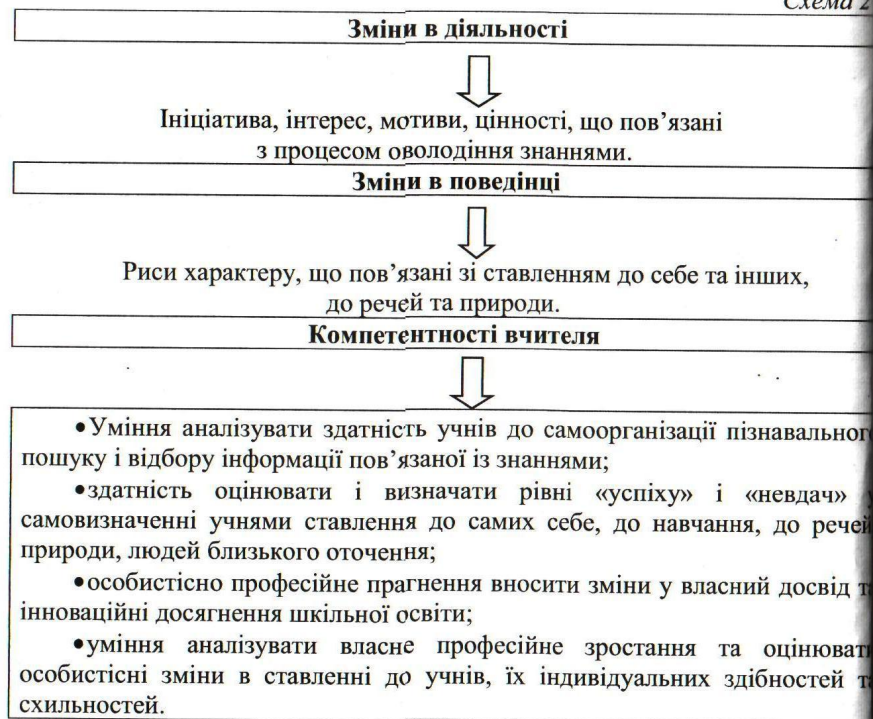 Схема 2
Зміни в діяльності
Ініціатива, інтерес, мотиви, цінності, що пов’язані
з процесом оволодіння знаннями.
Зміни в поведінці
Риси характеру, що пов’язані зі ставленням до себе та інших,
до речей та природи.
Компетентності вчителя
•Уміння аналізувати здатність учнів до самоорганізації пізнавальног
пошуку і відбору інформації пов’язаної із знаннями;
•здатність оцінювати і визначати рівні «успіху» і «невдач» у
самовизначенні учнями ставлення до самих себе, до навчання, до речей
природи, людей близького оточення;
•особистісно професійне прагнення вносити зміни у власний досвід т
інноваційні досягнення шкільної освіти;
•уміння аналізувати власне професійне зростання та оцінювати
особистісні зміни в ставленні до учнів, їх індивідуальних здібностей т
схильностей.